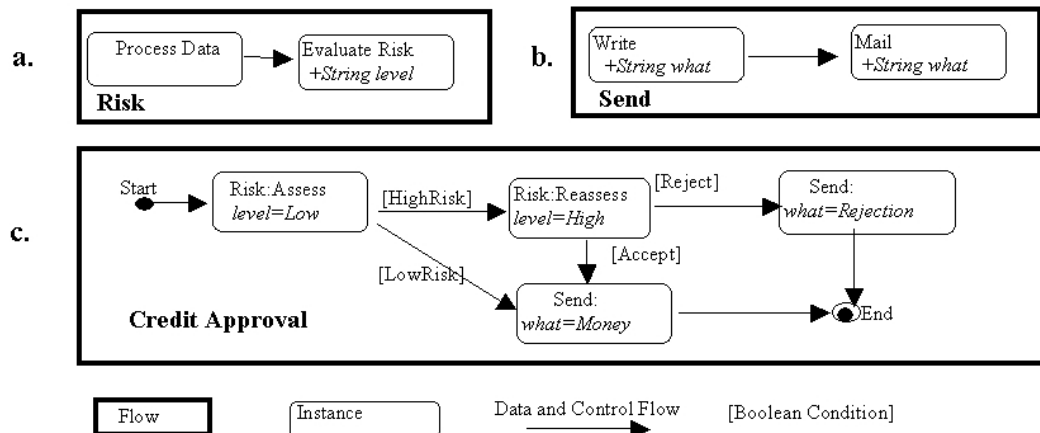 a.
Process Data
Evaluate Risk
+String level
Risk
b.
Write
+String what
Mail
+String what
Send
c.
Start
Risk:Assess
level=Low
[HighRisk]
Risk:Reassess
level=High
[Reject]
Send:
what=Rejection
[LowRisk]
[Accept]
Send:
what=Money
End
Credit Approval
Flow
Instance
Data and Control Flow
[Boolean Condition]